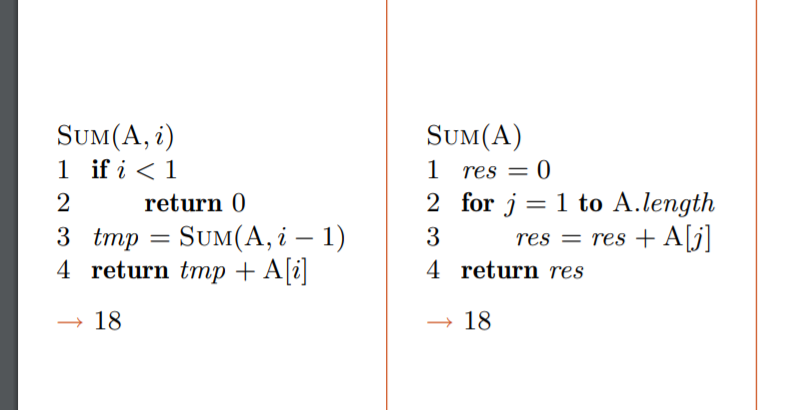 SUM(A, i)
1 if i < 1
2 return 0
3 tmp = SUM(A, i − 1)
4 return tmp + A[i]
→ 18
SUM(A)
1 res = 0
2 for j = 1 to A.length
3 res = res + A[j]
4 return res
→ 18